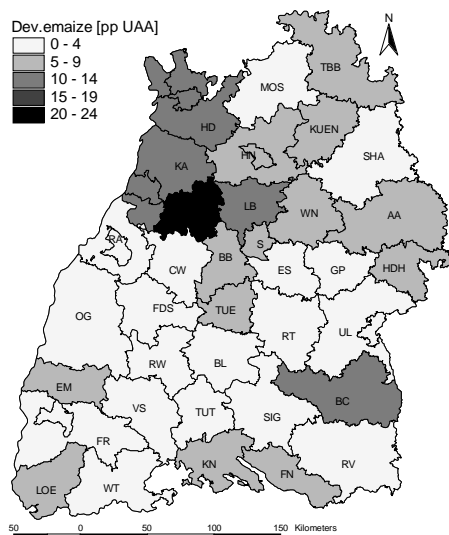 Dev.emaize [pp UAA]
0 - 4
5 - 9
10 - 14
15 - 19
20 - 24
N
TBB
MOS
HD
KUEN
HN
KA
SHA
LB
WN
AA
S
RA
BB
CW
ES
GP
HDH
OG
FDS
TUE
RT
UL
RW
BL
EM
BC
VS
TUT
SIG
FR
RV
KN
FN
LOE
WT
50 0 50 100 150 Kilometers